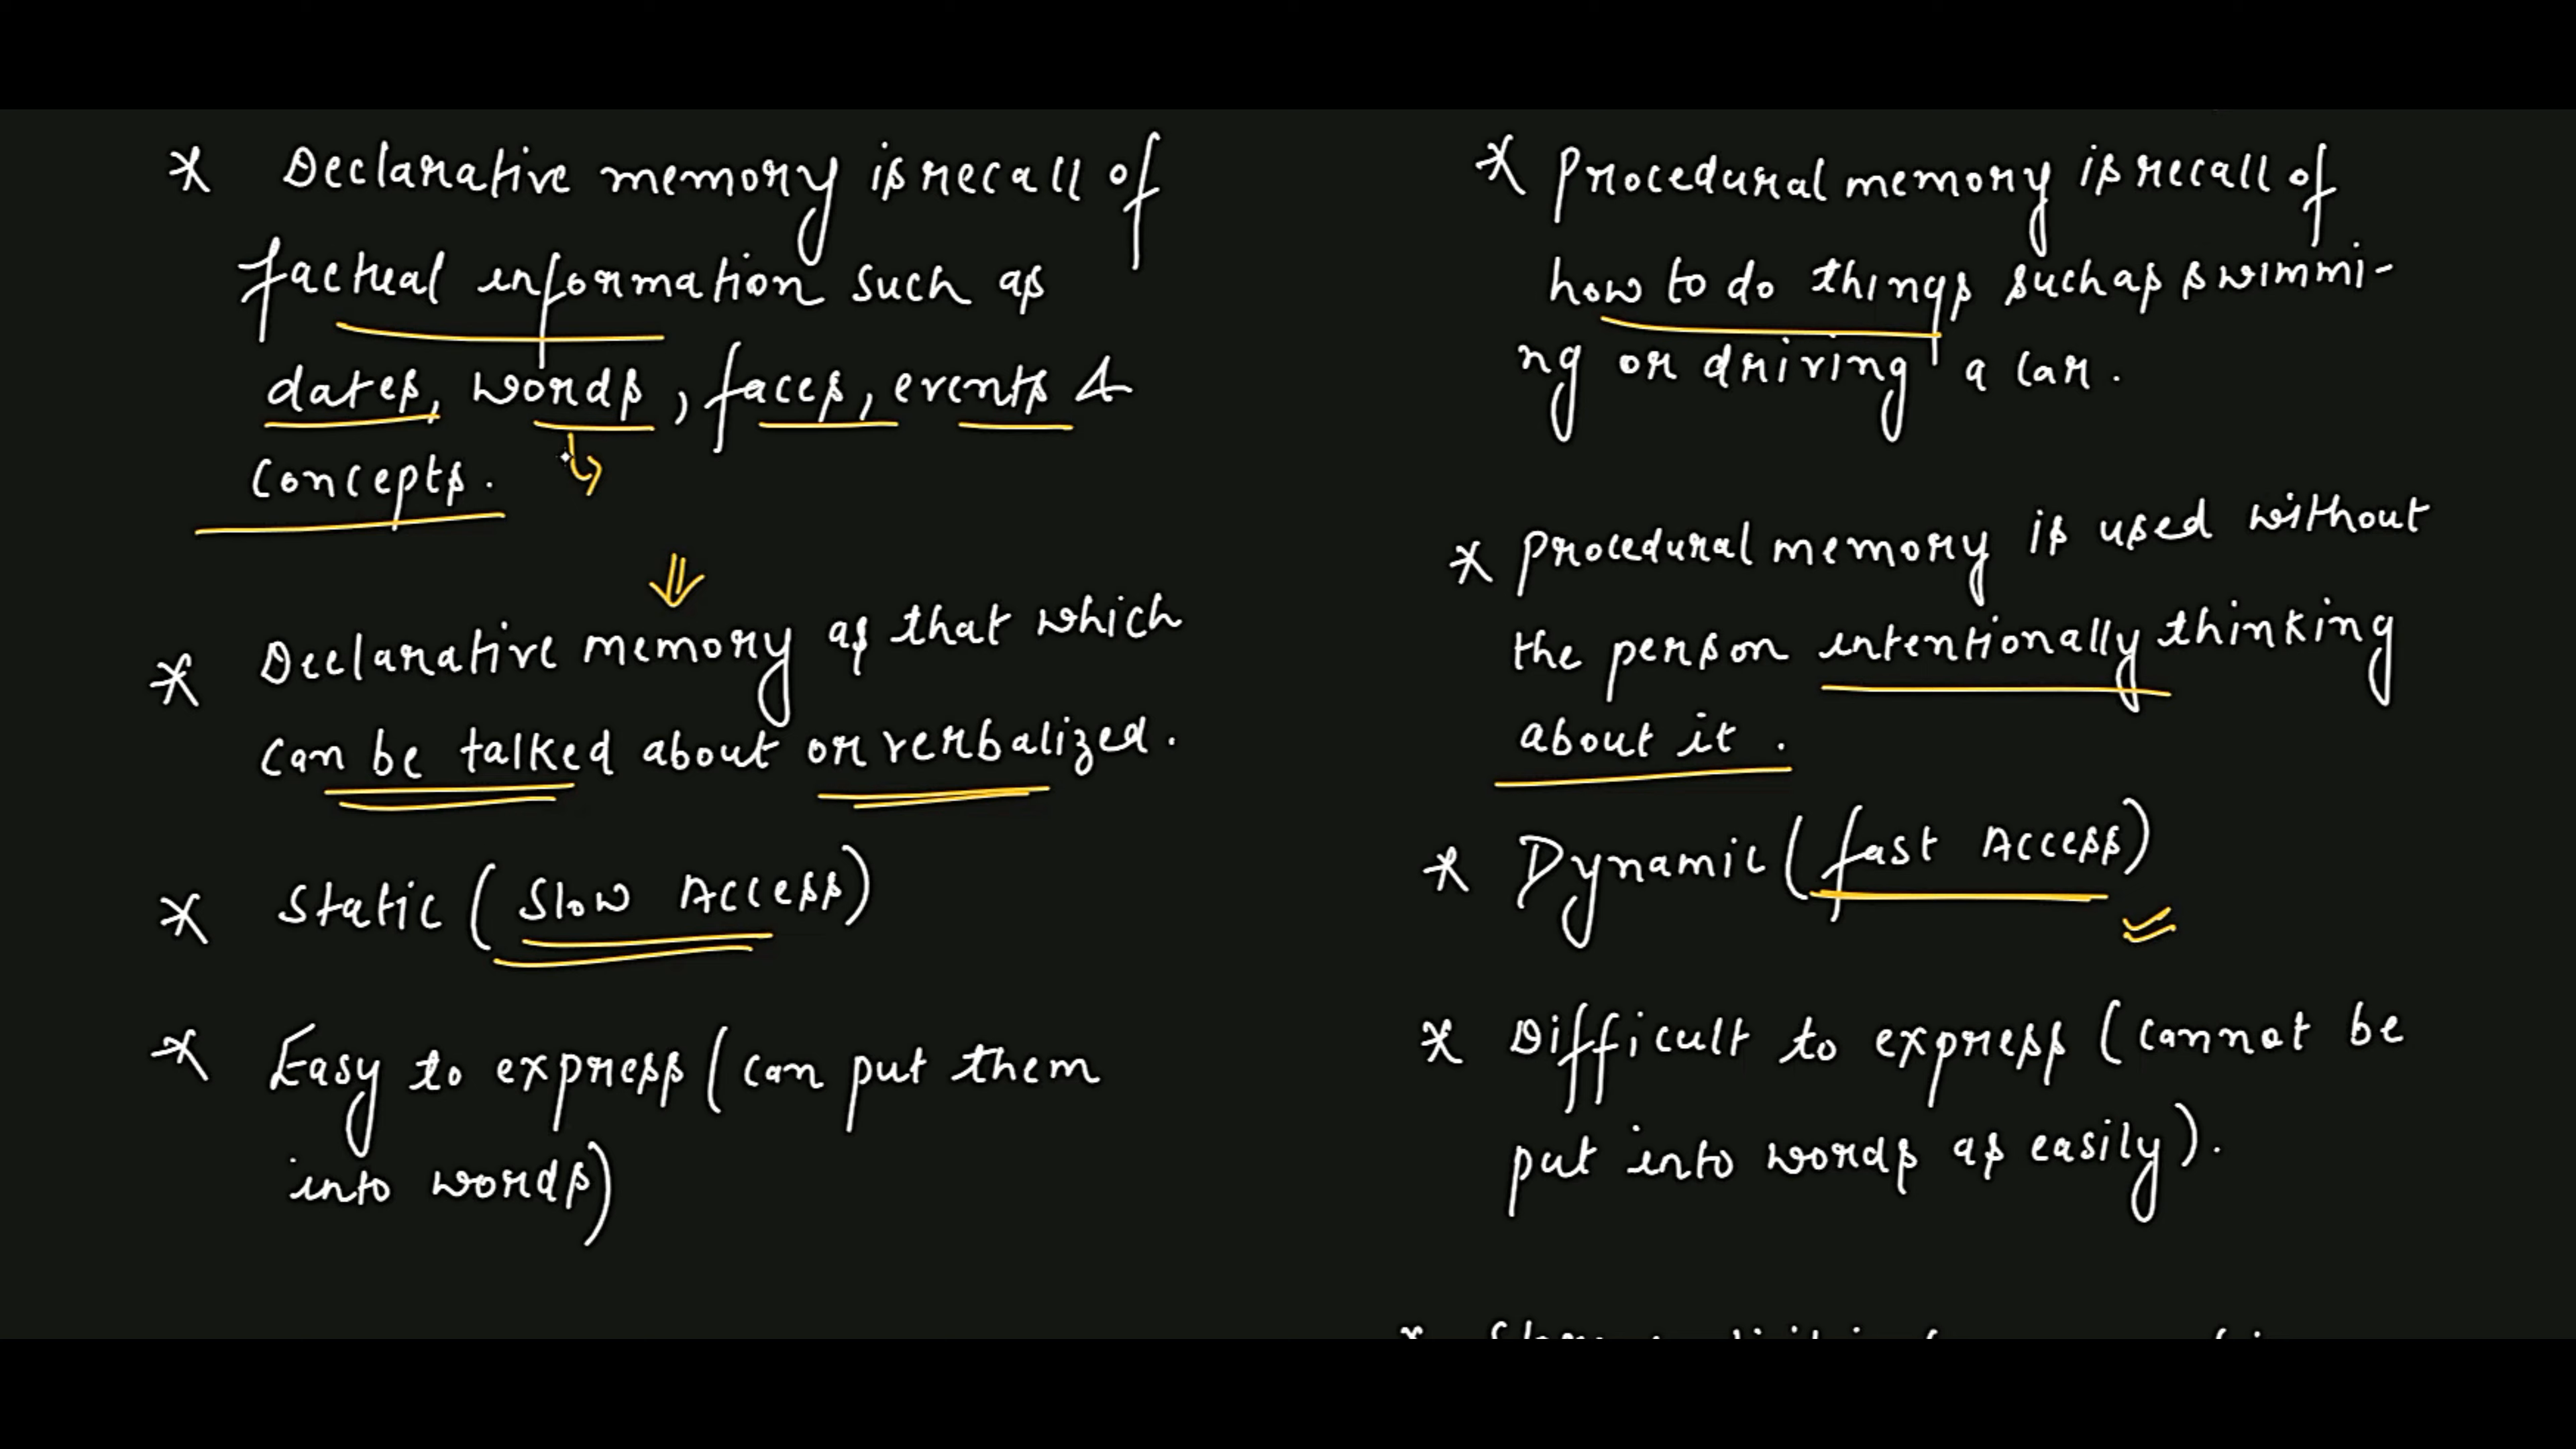 * Declarative memory is recall of
factual information such as
dates, words, faces, events &
concepts.
* Declarative memory as that which
can be talked about or verbalized.
* Static (Slow Access)
* Easy to express (can put them
into words)
* Procedural memory is recall of
how to do things such as swimmi-
ng or driving a car.
* Procedural memory is used without
the person intentionally thinking
about it.
* Dynamic (fast Access)
* Difficult to express (cannot be
put into words as easily).